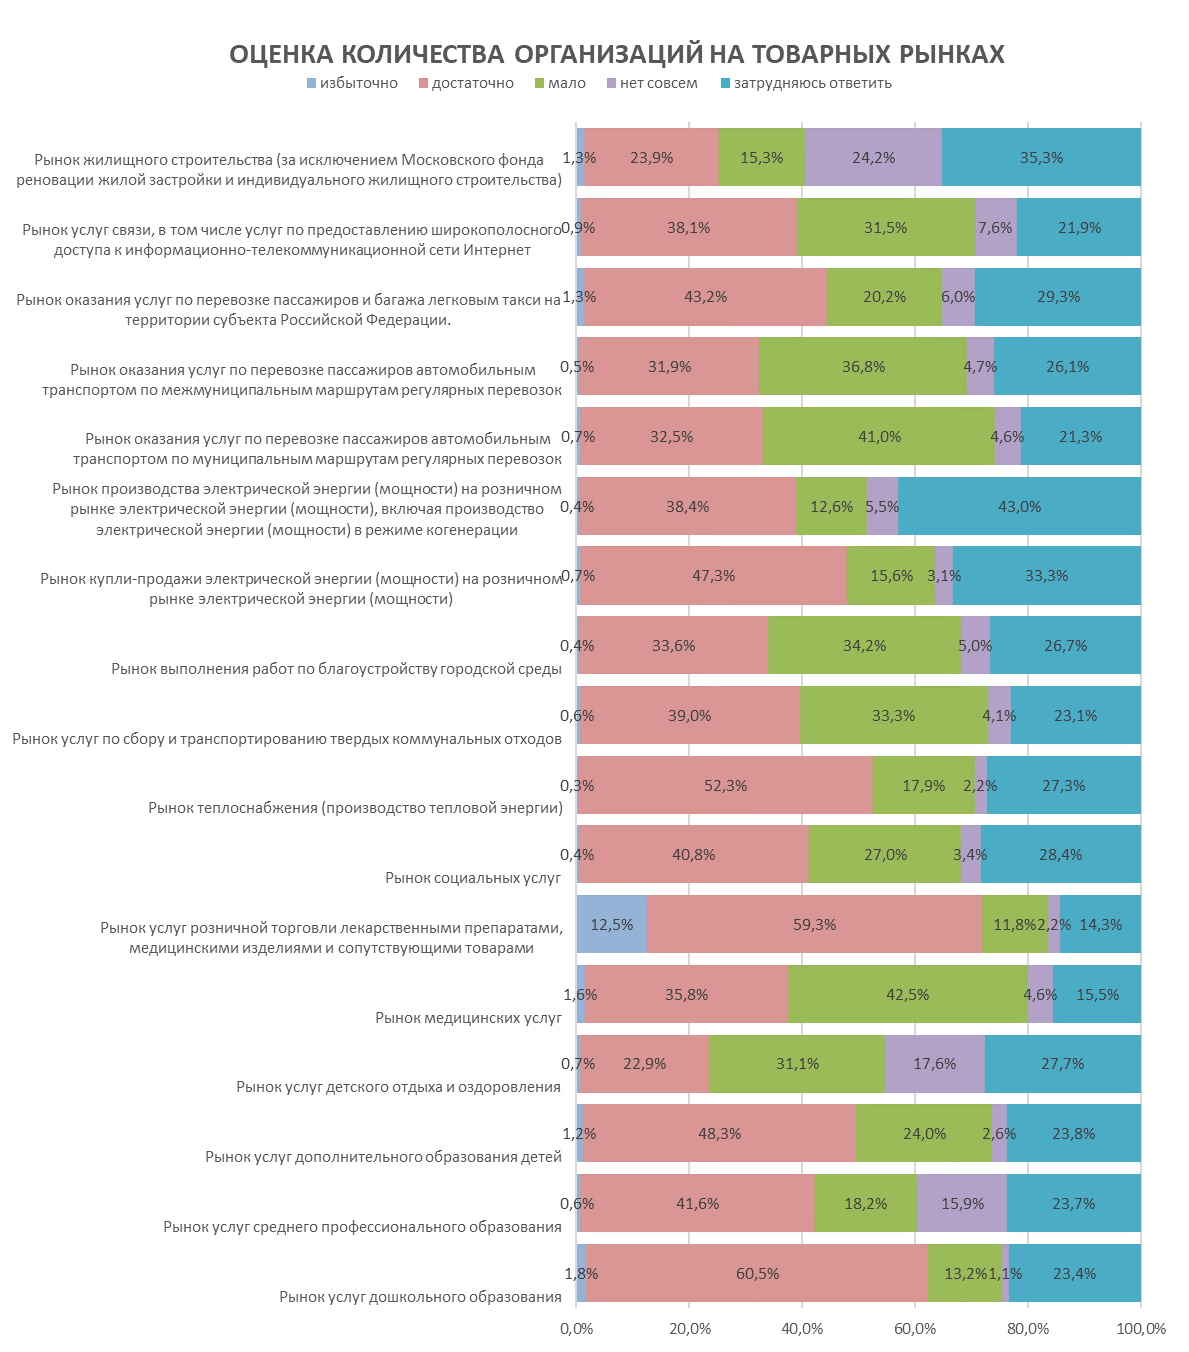 ОЦЕНКА КОЛИЧЕСТВА ОРГАНИЗАЦИЙ НА ТОВАРНЫХ РЫНКАХ
избыточно достаточно мало нет совсем затрудняюсь ответить
Рынок жилищного строительства (за исключением Московского фонда
реновации жилой застройки и индивидуального жилищного строительства)
1,3% 23,9% 15,3% 24,2% 35,3%
Рынок услуг связи, в том числе услуг по предоставлению широкополосного
доступа к информационно-телекоммуникационной сети Интернет
0,9% 38,1% 31,5% 7,6% 21,9%
Рынок оказания услуг по перевозке пассажиров и багажа легковым такси на
территории субъекта Российской Федерации.
1,3% 43,2% 20,2% 6,0% 29,3%
Рынок оказания услуг по перевозке пассажиров автомобильным
транспортом по межмуниципальным маршрутам регулярных перевозок
0,5% 31,9% 36,8% 4,7% 26,1%
Рынок оказания услуг по перевозке пассажиров автомобильным
транспортом по муниципальным маршрутам регулярных перевозок
0,7% 32,5% 41,0% 4,6% 21,3%
Рынок производства электрической энергии (мощности) на розничном
рынке электрической энергии (мощности), включая производство
электрической энергии (мощности) в режиме когенерации
0,4% 38,4% 12,6% 5,5% 43,0%
Рынок купли-продажи электрической энергии (мощности) на розничном
рынке электрической энергии (мощности)
0,7% 47,3% 15,6% 3,1% 33,3%
Рынок выполнения работ по благоустройству городской среды
0,4% 33,6% 34,2% 5,0% 26,7%
Рынок услуг по сбору и транспортированию твердых коммунальных отходов
0,6% 39,0% 33,3% 4,1% 23,1%
Рынок теплоснабжения (производство тепловой энергии)
0,3% 52,3% 17,9% 2,2% 27,3%
Рынок социальных услуг
0,4% 40,8% 27,0% 3,4% 28,4%
Рынок услуг розничной торговли лекарственными препаратами,
медицинскими изделиями и сопутствующими товарами
12,5% 59,3% 11,8% 2,2% 14,3%
Рынок медицинских услуг
1,6% 35,8% 42,5% 4,6% 15,5%
Рынок услуг детского отдыха и оздоровления
0,7% 22,9% 31,1% 17,6% 27,7%
Рынок услуг дополнительного образования детей
1,2% 48,3% 24,0% 2,6% 23,8%
Рынок услуг среднего профессионального образования
0,6% 41,6% 18,2% 15,9% 23,7%
Рынок услуг дошкольного образования
1,8% 60,5% 13,2% 1,1% 23,4%
0,0% 20,0% 40,0% 60,0% 80,0% 100,0%